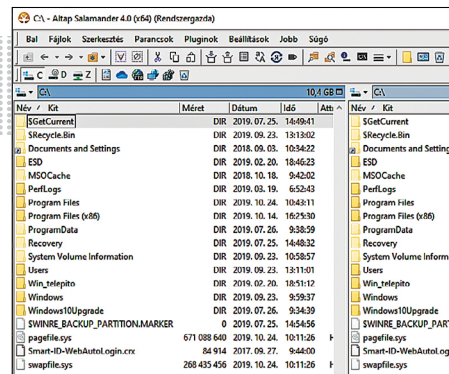 C:\ - Altap Salamander 4.0 (x64) (Rendszergazda)
Bal Fájlok Szerkesztés Parancsok Pluginok Beállítások Jobb Súgó
C D Z
C:\ 10,4 GB C:\
Név Kit Méret Dátum Idő Attr Név Kit
$GetCurrent DIR 2019. 07. 25. 14:49:41 $GetCurrent
$Recycle.Bin DIR 2019. 09. 23. 13:13:02 $Recycle.Bin
Documents and Settings DIR 2018. 09. 03. 10:34:22 Documents and Setting
ESD DIR 2019. 02. 20. 18:46:23 ESD
MSOCache DIR 2018. 10. 18. 9:42:02 MSOCache
PerfLogs DIR 2019. 03. 19. 6:52:43 PerfLogs
Program Files DIR 2019. 10. 24. 10:43:11 Program Files
Program Files (x86) DIR 2019. 10. 14. 16:25:30 Program Files (x86)
ProgramData DIR 2019. 07. 26. 9:38:59 ProgramData
Recovery DIR 2019. 07. 25. 14:48:32 Recovery
System Volume Information DIR 2019. 09. 23. 10:58:57 System Volume Inform
Users DIR 2019. 09. 23. 13:11:01 Users
Win_telepito DIR 2019. 02. 20. 18:51:12 Win_telepito
Windows DIR 2019. 09. 23. 9:59:37 Windows
Windows10Upgrade DIR 2019. 07. 26. 9:34:39 Windows10Upgrade
$WINRE_BACKUP_PARTITION.MARKER 0 2019. 07. 25. 14:54:56 $WINRE_BACKUP_PART
pagefile.sys 671 088 640 2019. 10. 24. 10:11:26 H pagefile.sys
Smart-ID-WebAutoLogin.crx 84 914 2017. 09. 27. 9:44:00 Smart-ID-WebAutoLog
swapfile.sys 268 435 456 2019. 10. 24. 10:11:26 H swapfile.sys